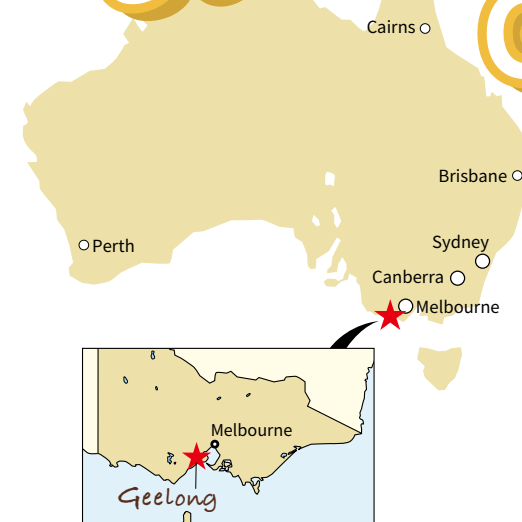 Cairns
Brisbane
Perth
Sydney
Canberra
Melbourne
Melbourne
Geelong